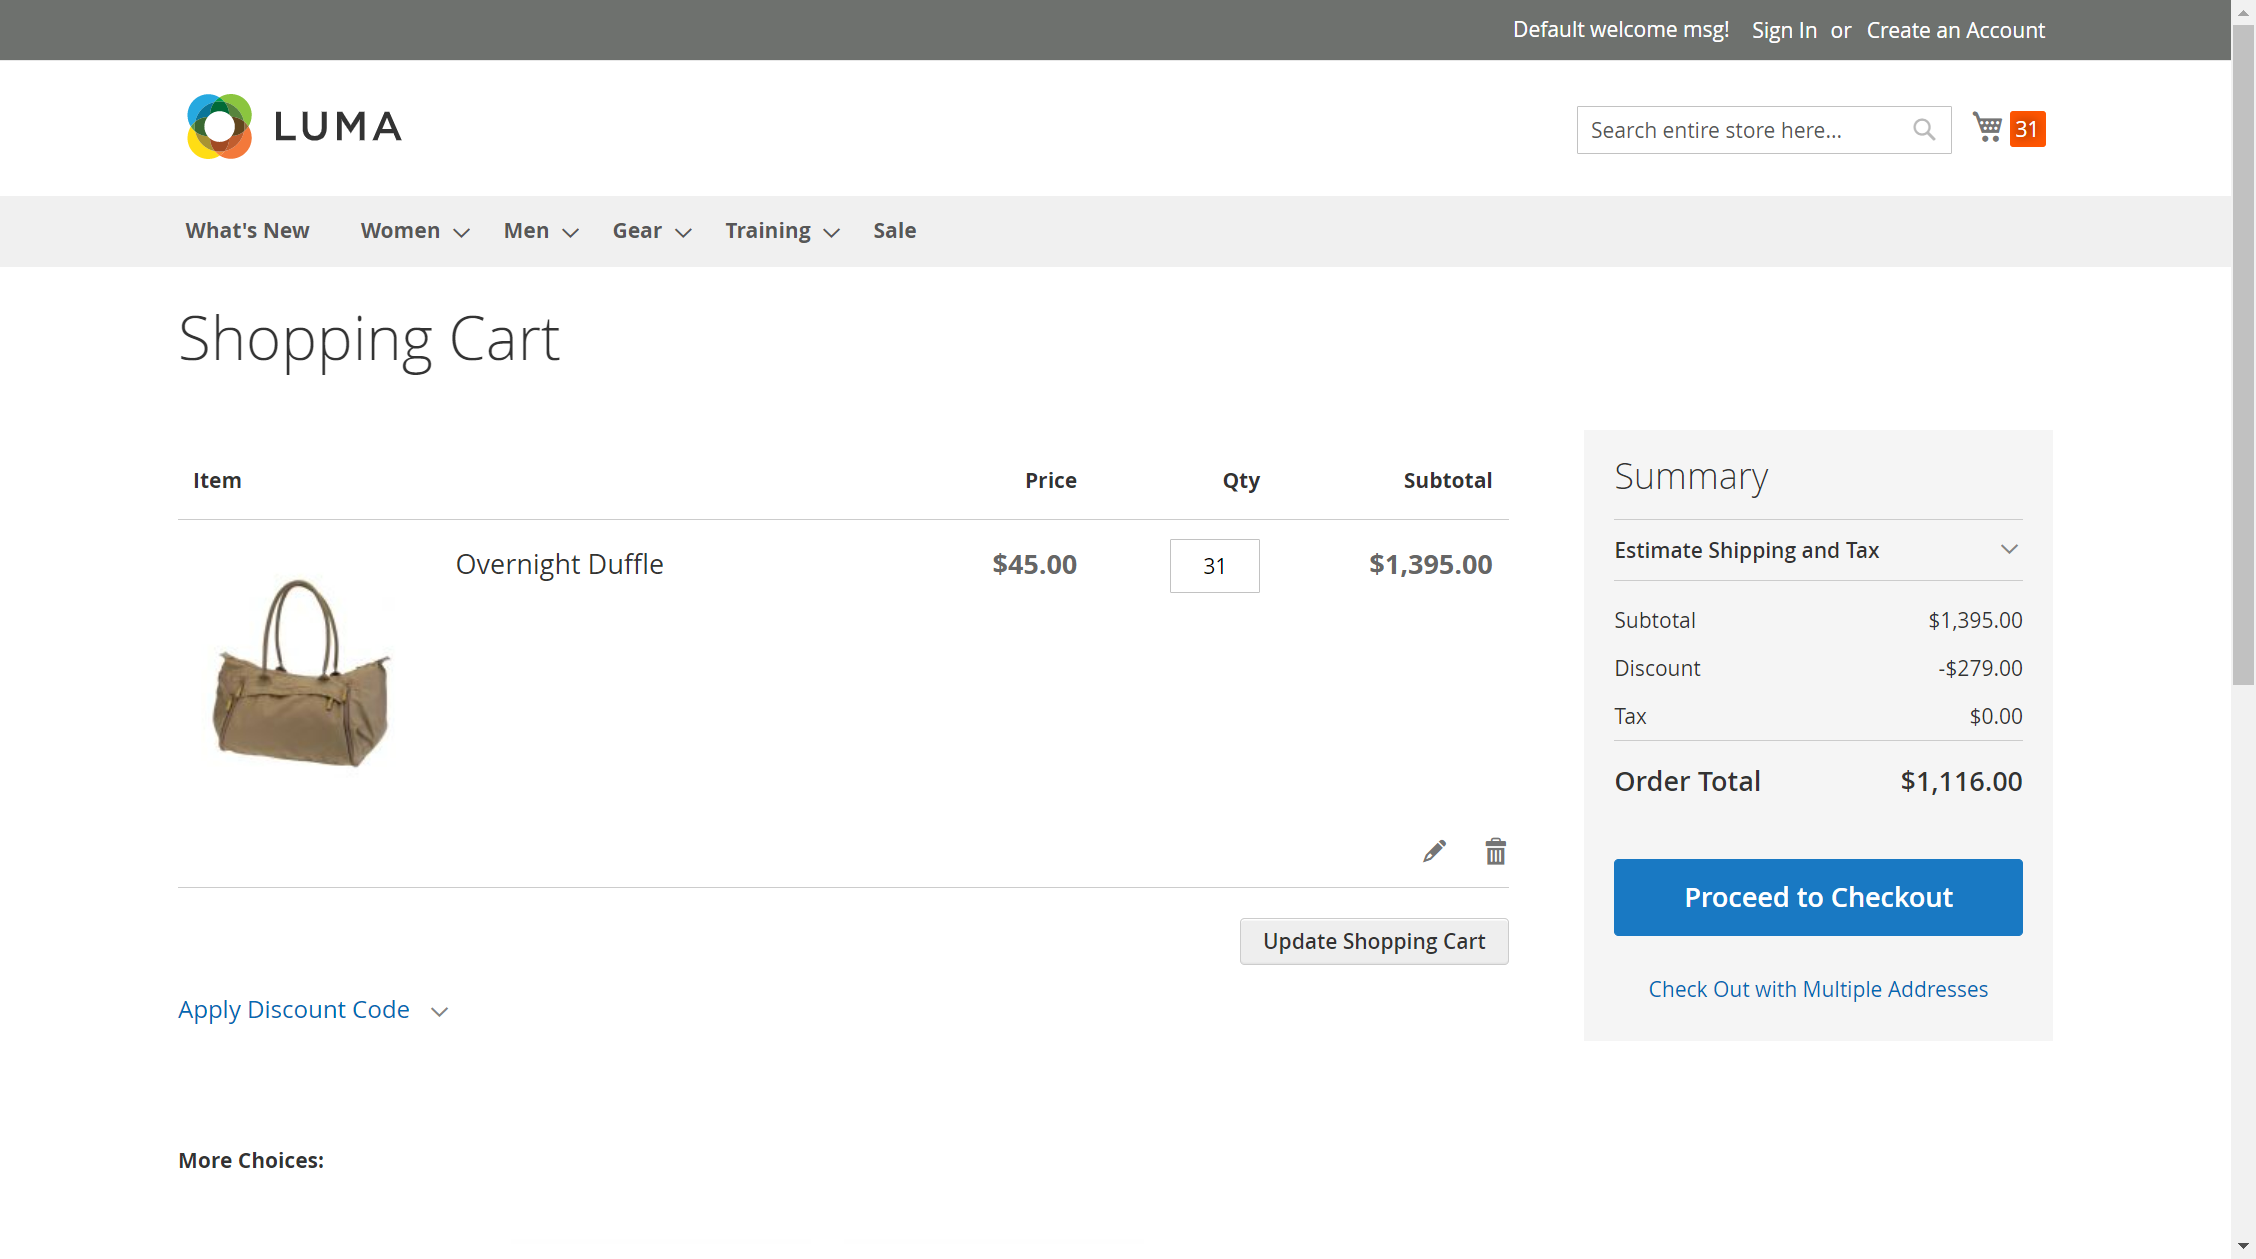 Default welcome msg! Sign In or Create an Account
LUMA
Search entire store here...
31
What's New Women Men Gear Training Sale
Shopping Cart
Item Price Qty Subtotal
Overnight Duffle $45.00 31 $1,395.00
Update Shopping Cart
Apply Discount Code
Summary
Estimate Shipping and Tax
Subtotal $1,395.00
Discount -$279.00
Tax $0.00
Order Total $1,116.00
Proceed to Checkout
Check Out with Multiple Addresses
More Choices: